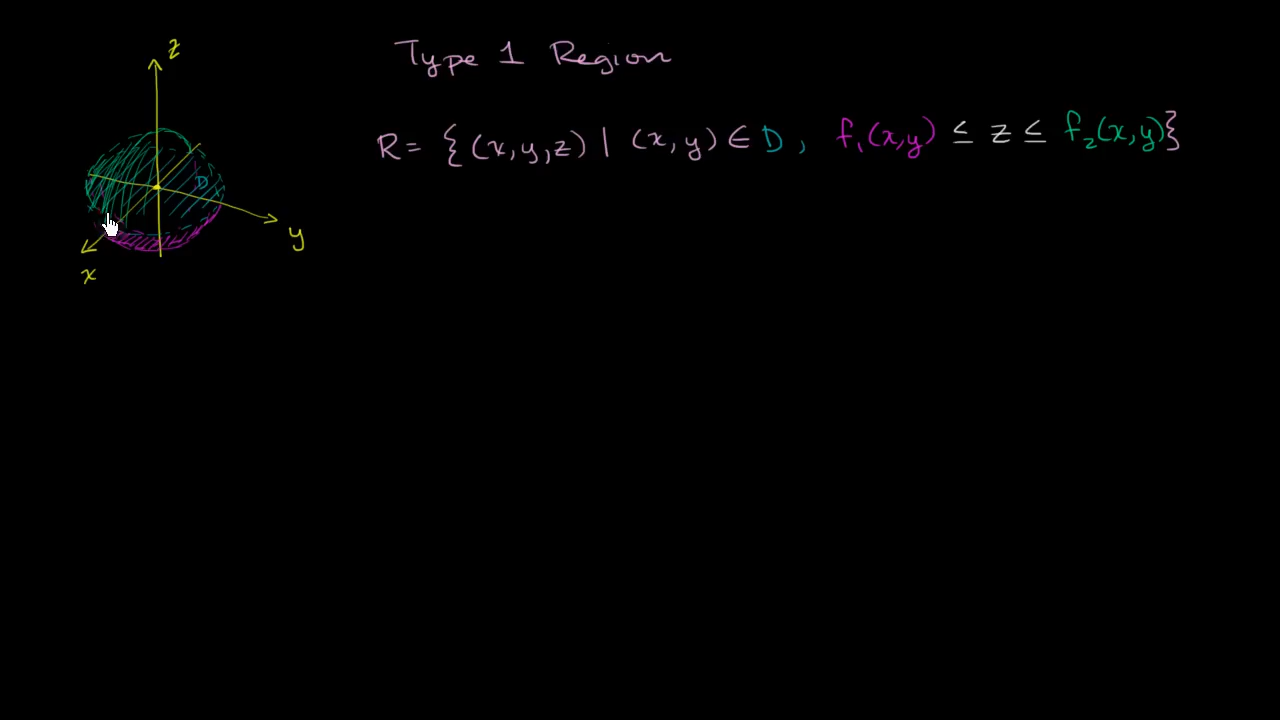 z
Type 1 Region
R = {(x,y,z) | (x,y) ∈ D, f₁(x,y) ≤ z ≤ f₂(x,y)}
D
y
x